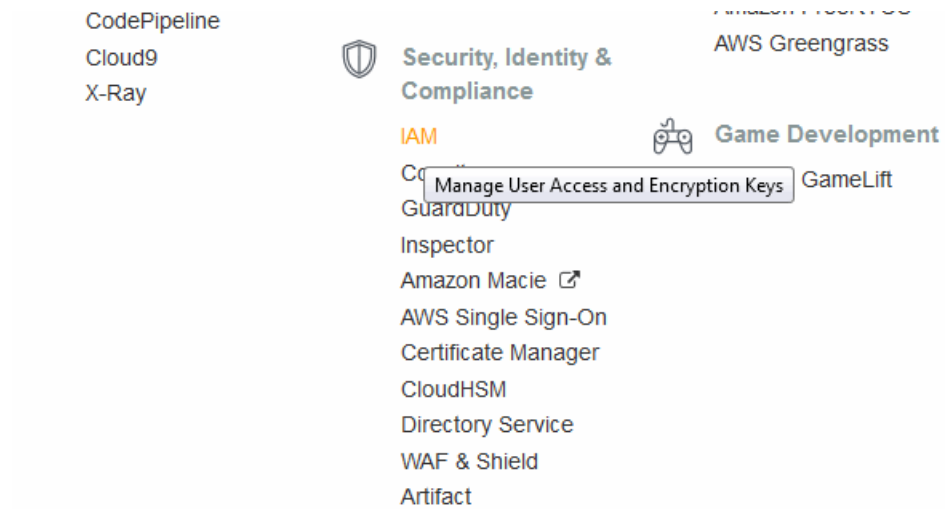 CodePipeline
Cloud9
X-Ray
Security, Identity &
Compliance
IAM
Manage User Access and Encryption Keys
GuardDuty
Inspector
Amazon Macie
AWS Single Sign-On
Certificate Manager
CloudHSM
Directory Service
WAF & Shield
Artifact
AWS Greengrass
Game Development
GameLift